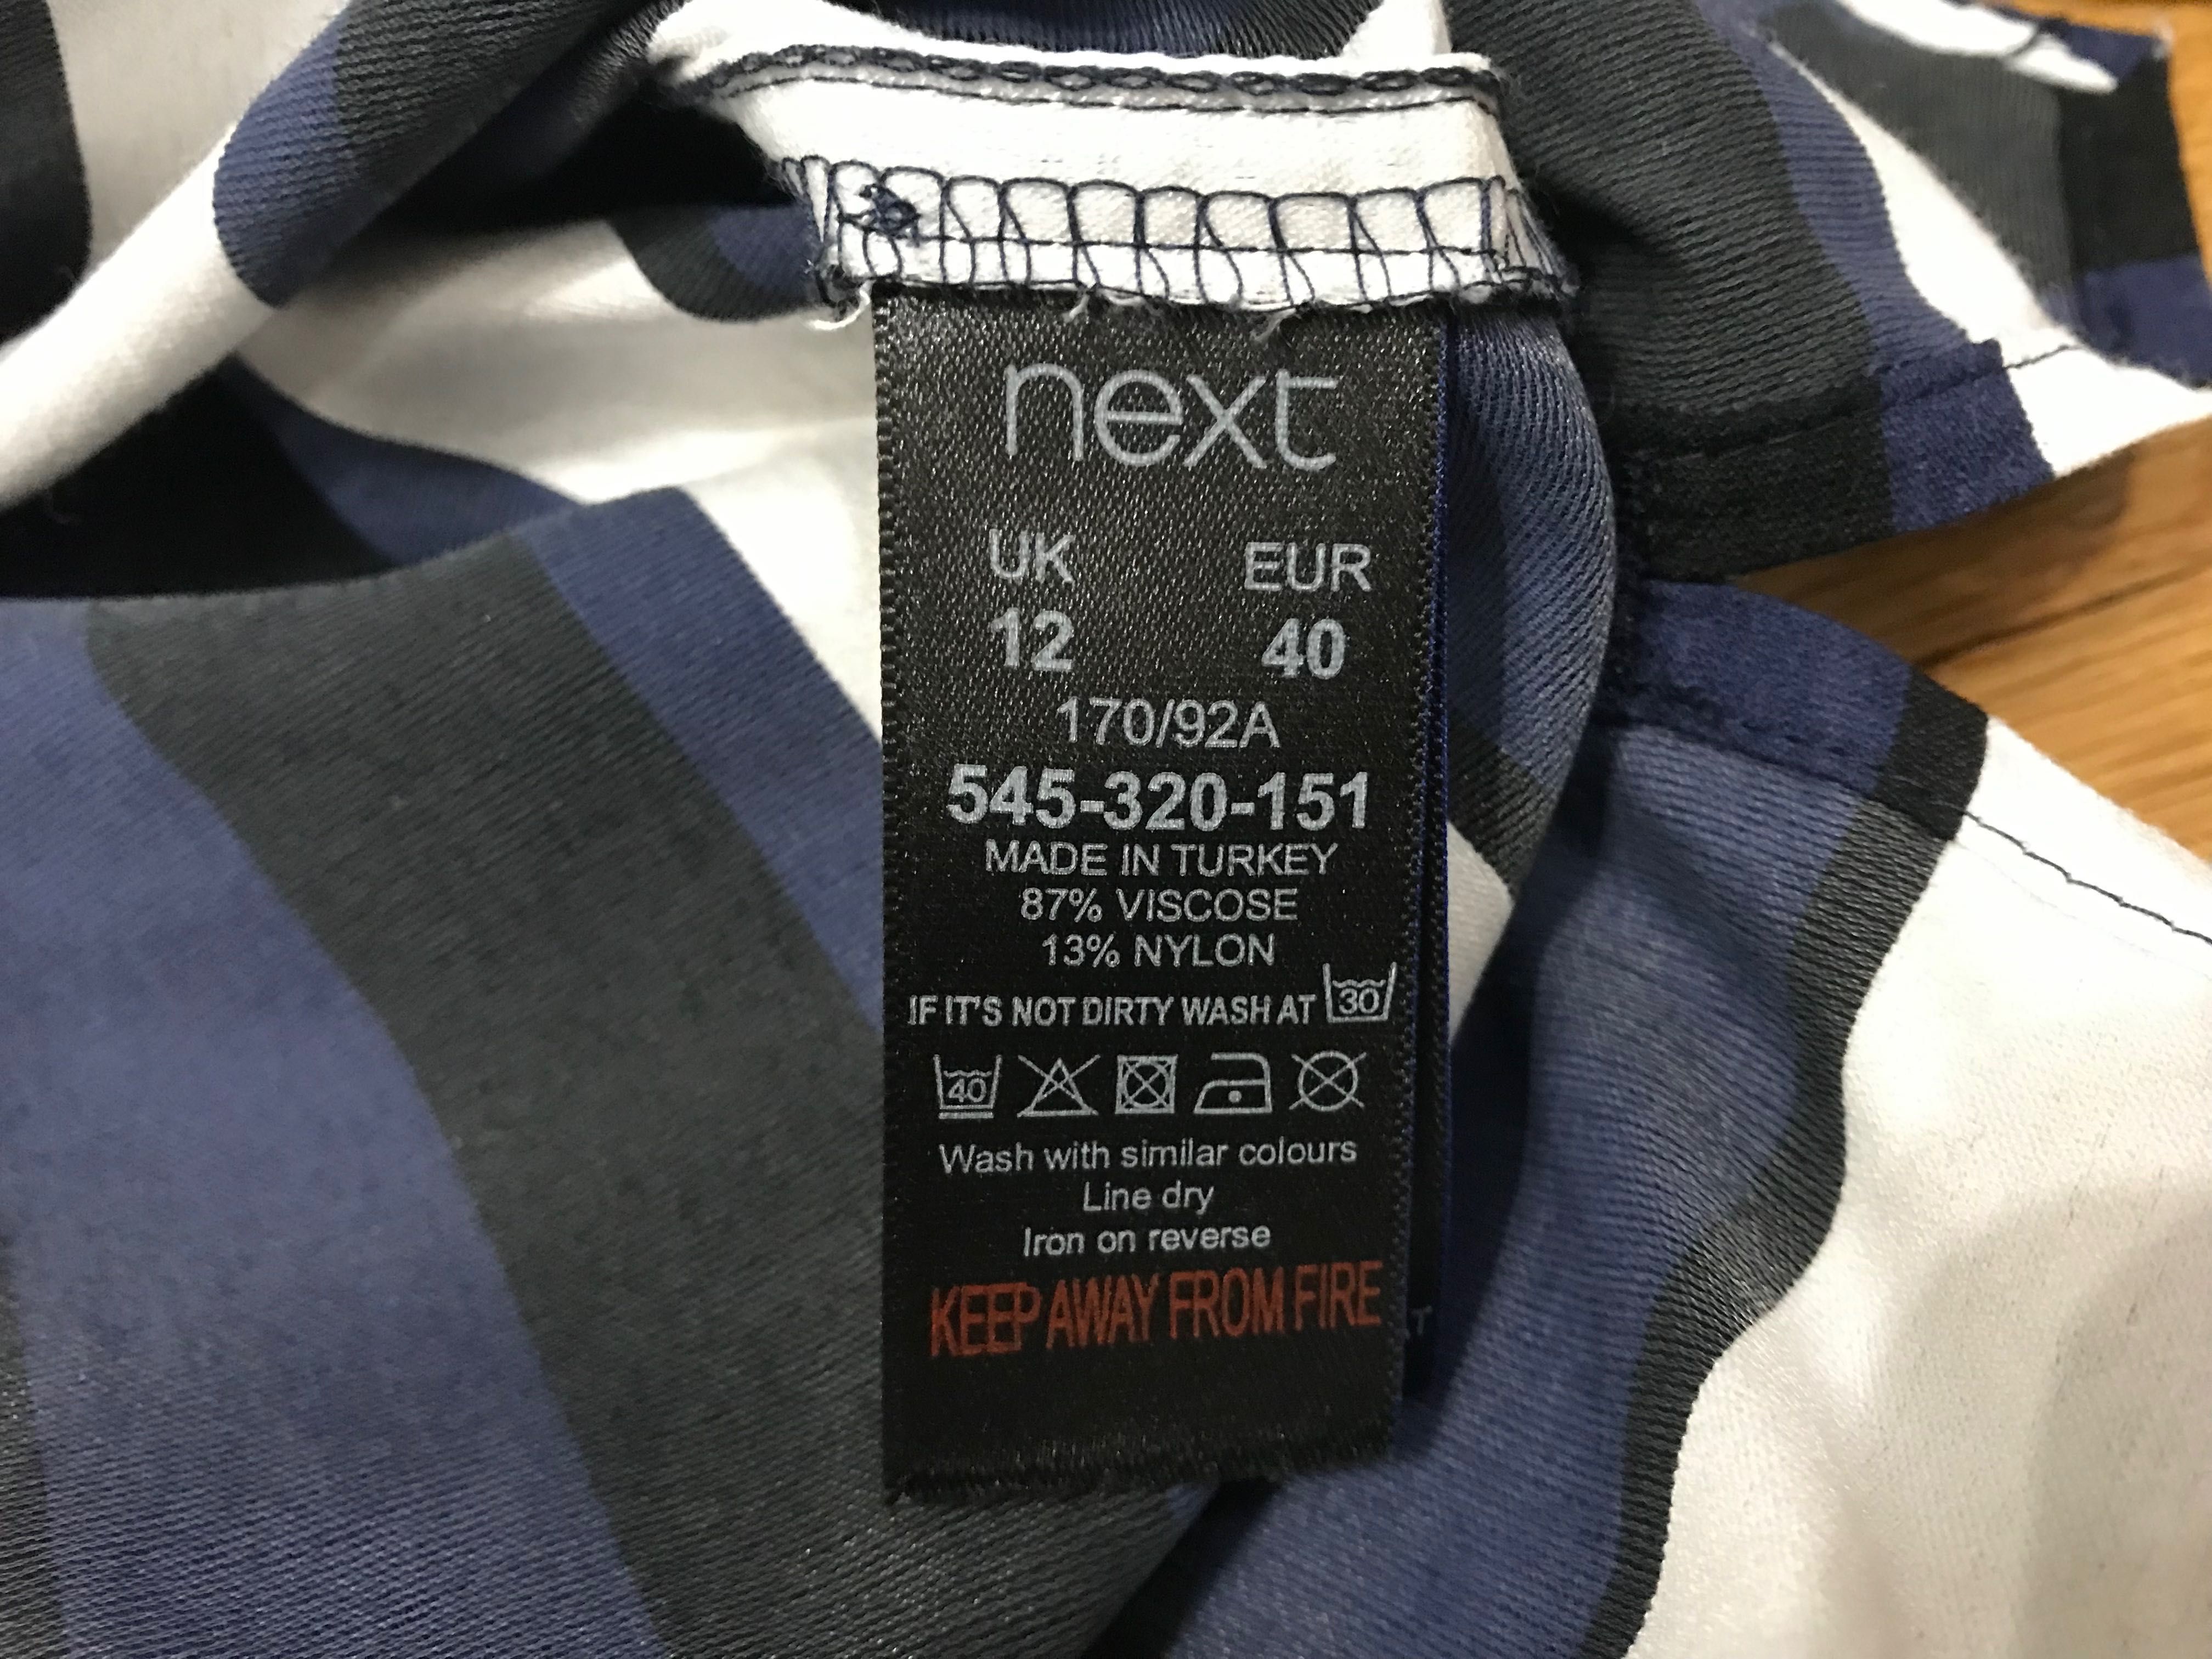 next
UK EUR
12 40
170/92A
545-320-151
MADE IN TURKEY
87% VISCOSE
13% NYLON
IF IT'S NOT DIRTY WASH AT 30
40
Wash with similar colours
Line dry
Iron on reverse
KEEP AWAY FROM FIRE